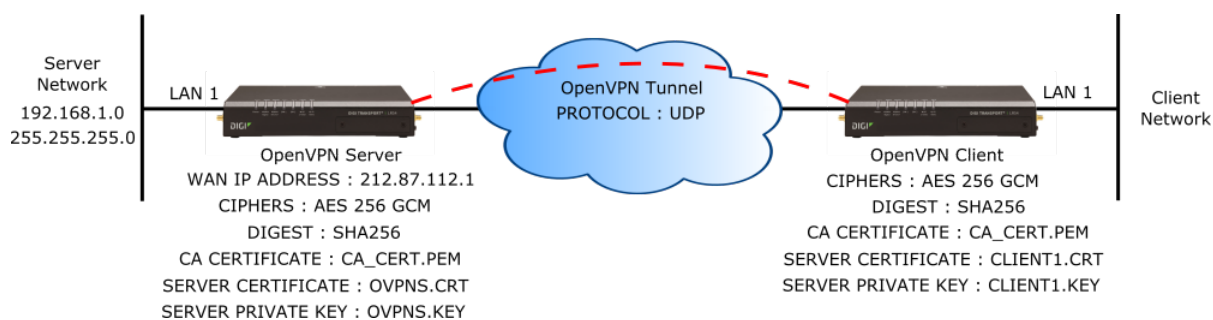 Server
Network
192.168.1.0
255.255.255.0
LAN 1
DIGI
OpenVPN Server
WAN IP ADDRESS : 212.87.112.1
CIPHERS : AES 256 GCM
DIGEST : SHA256
CA CERTIFICATE : CA_CERT.PEM
SERVER CERTIFICATE : OVPNS.CRT
SERVER PRIVATE KEY : OVPNS.KEY
OpenVPN Tunnel
PROTOCOL : UDP
LAN 1
DIGI
OpenVPN Client
CIPHERS : AES 256 GCM
DIGEST : SHA256
CA CERTIFICATE : CA_CERT.PEM
SERVER CERTIFICATE : CLIENT1.CRT
SERVER PRIVATE KEY : CLIENT1.KEY
Client
Network